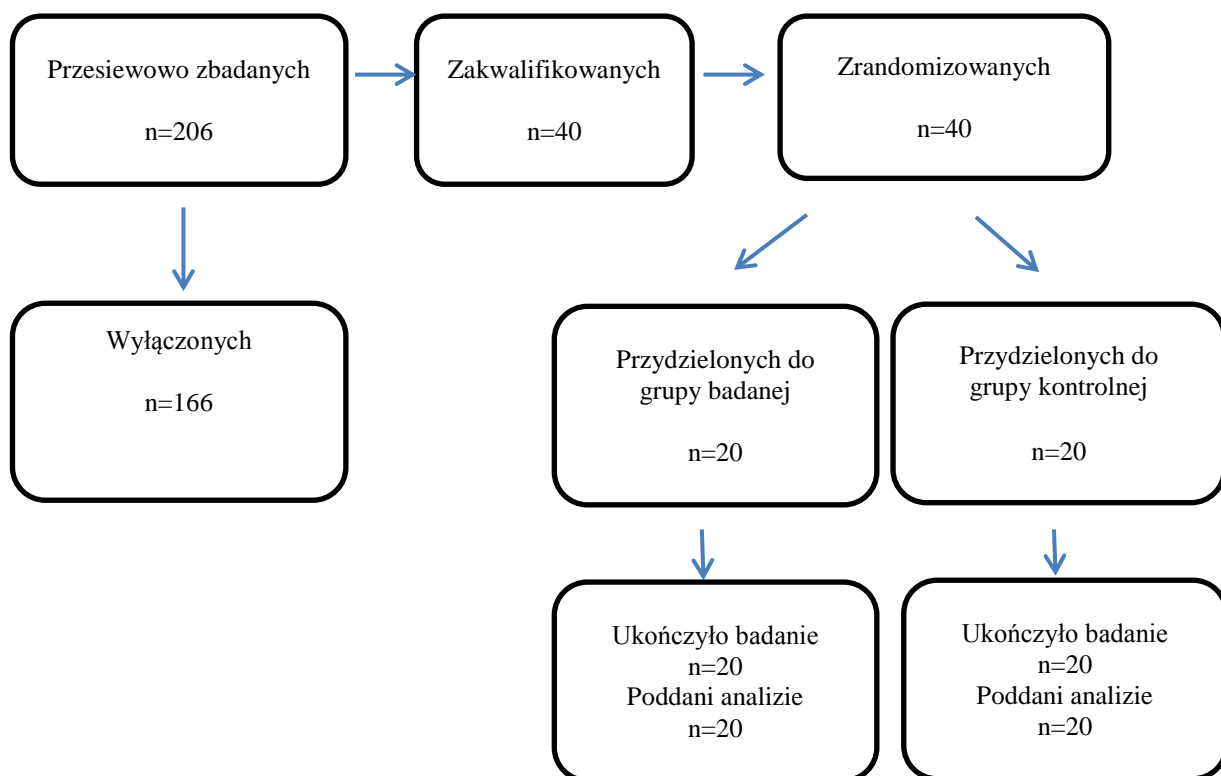 Przesiewowo zbadanych
n=206
Zakwalifikowanych
n=40
Zrandomizowanych
n=40
Wyłączonych
n=166
Przydzielonych do
grupy badanej
n=20
Przydzielonych do
grupy kontrolnej
n=20
Ukończyło badanie
n=20
Poddani analizie
n=20
Ukończyło badanie
n=20
Poddani analizie
n=20